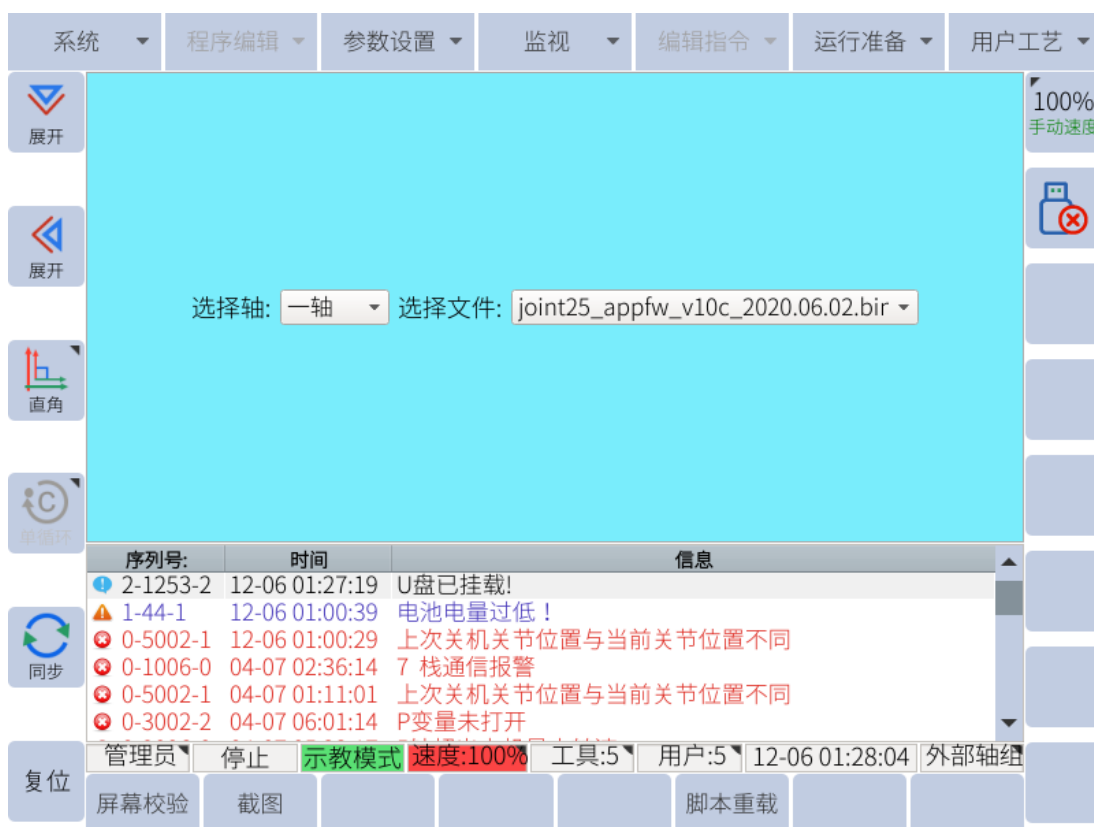 系统 程序编辑 参数设置 监视 编辑指令 运行准备 用户工艺
展开
100%
手动速度
展开
选择轴: 一轴 选择文件: joint25_appfw_v10c_2020.06.02.bin
直角
C
单循环
序列号: 时间 信息
2-1253-2 12-06 01:27:19 U盘已挂载!
1-44-1 12-06 01:00:39 电池电量过低！
0-5002-1 12-06 01:00:29 上次关机关节位置与当前关节位置不同
0-1006-0 04-07 02:36:14 7 栈通信报警
0-5002-1 04-07 01:11:01 上次关机关节位置与当前关节位置不同
0-3002-2 04-07 06:01:14 P变量未打开
同步
管理员 停止 示教模式 速度:100% 工具:5 用户:5 12-06 01:28:04 外部轴组
复位
屏幕校验 截图 脚本重载